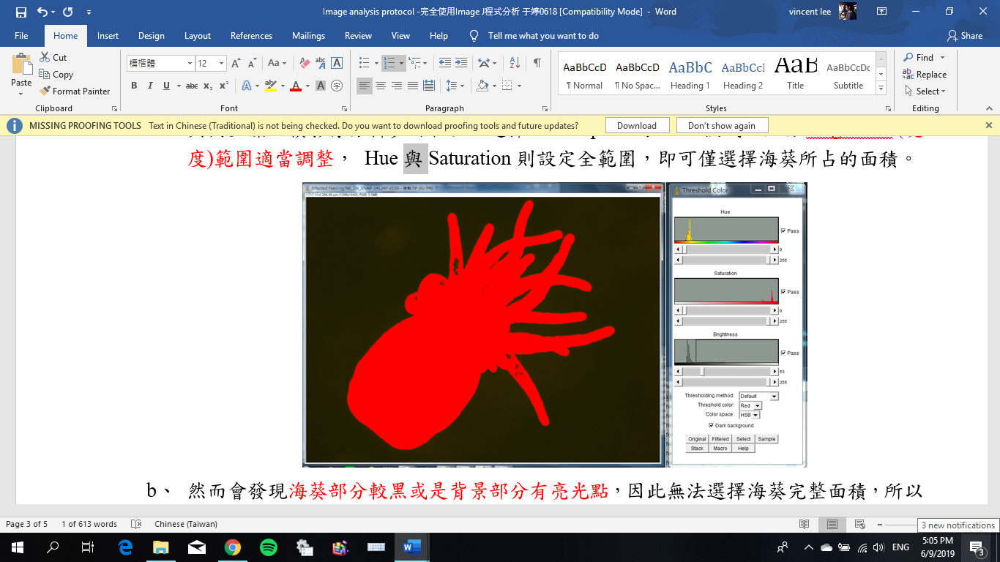 Image analysis protocol -完全使用Image J程式分析 于婷0618 [Compatibility Mode] - Word
vincent lee
File Home Insert Design Layout References Mailings Review View Help Tell me what you want to do Share
Paste
Cut
Copy
Format Painter
Clipboard
標楷體 12
Font
Paragraph
AaBbCcD AaBbCcD AaBbC AaBbCcI AaB AaBbCcDc
¶ Normal ¶ No Spac... Heading 1 Heading 2 Title Subtitle
Styles
Find
Replace
Select
Editing
MISSING PROOFING TOOLS Text in Chinese (Traditional) is not being checked. Do you want to download proofing tools and future updates? Download Don't show again
度)範圍適當調整， Hue 與 Saturation 則設定全範圍，即可僅選擇海葵所占的面積。
Threshold Color
Hue
Pass
0
255
Saturation
Pass
0
255
Brightness
Pass
53
255
Thresholding method: Default
Threshold color: Red
Color space: HSB
Dark background
Original Filtered Select Sample
Stack Macro Help
b、 然而會發現海葵部分較黑或是背景部分有亮光點，因此無法選擇海葵完整面積，所以
Page 3 of 5 1 of 613 words Chinese (Taiwan)
3 new notifications
ENG
5:05 PM
6/9/2019
3